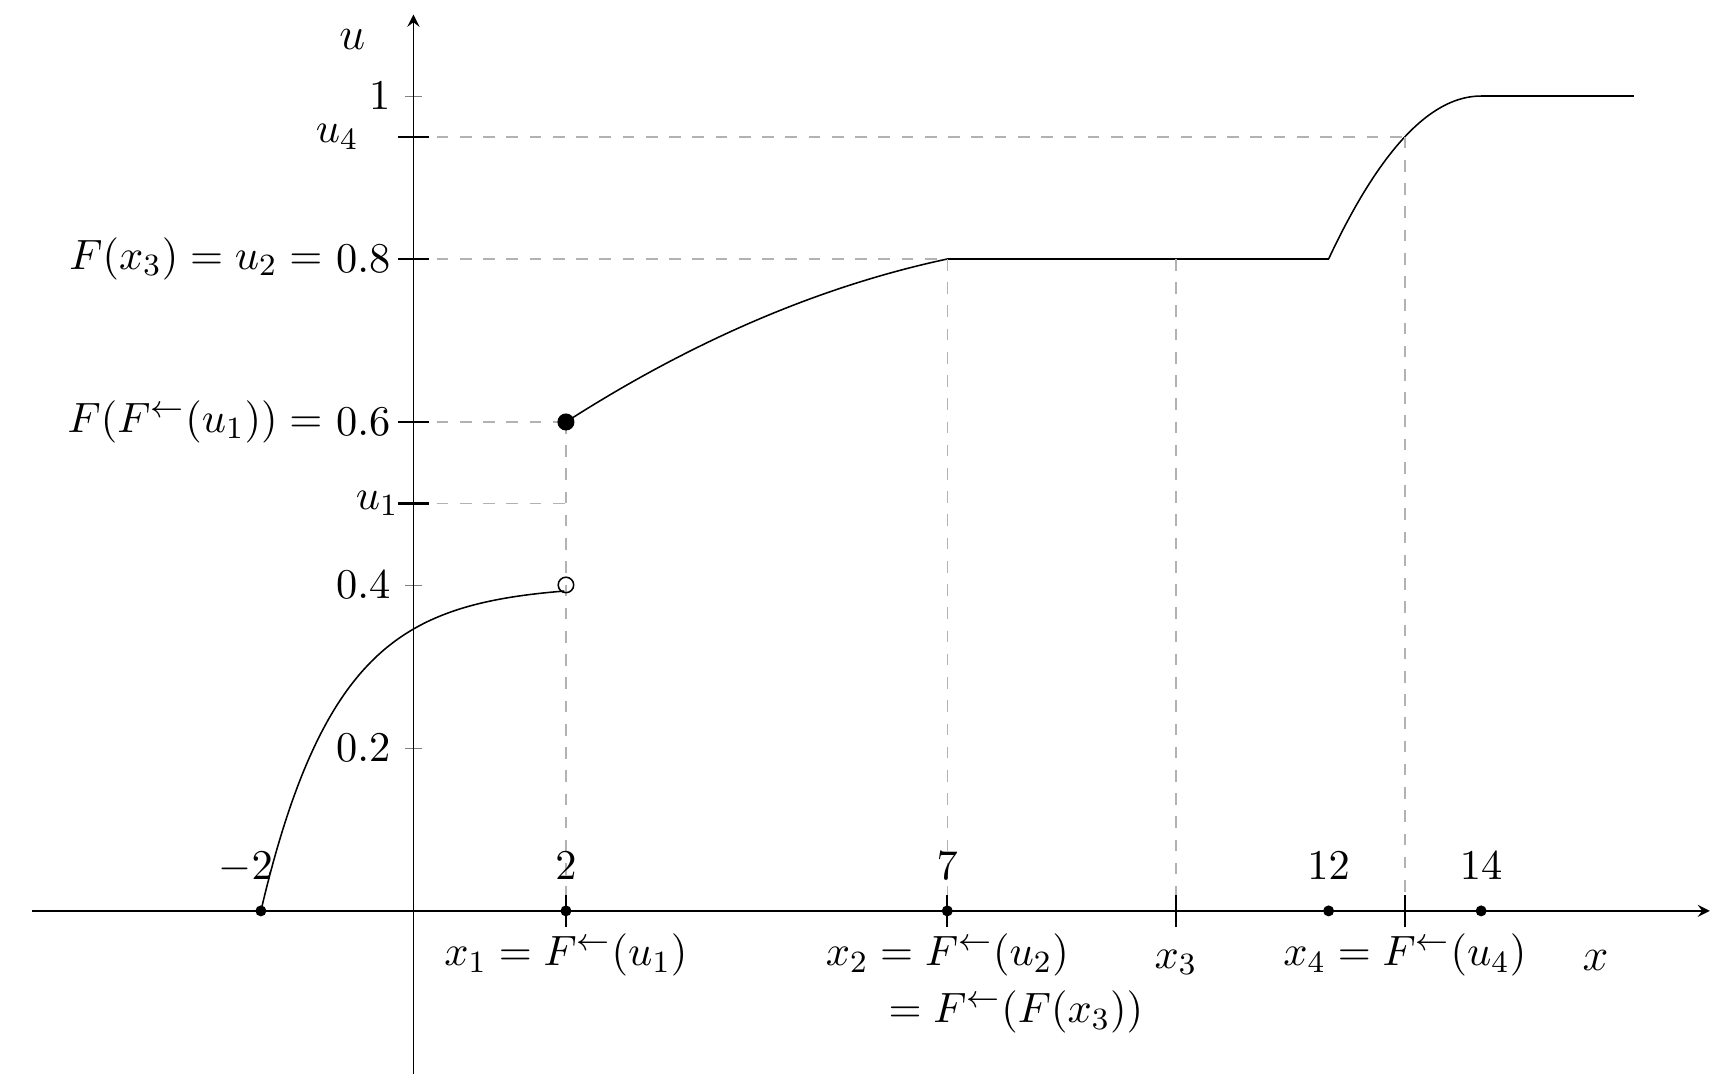 u
1
u₄
F(x₃) = u₂ = 0.8
F(F←(u₁)) = 0.6
u₁
0.4
0.2
−2 2 7 12 14
x₁ = F←(u₁) x₂ = F←(u₂) x₃ x₄ = F←(u₄) x
= F←(F(x₃))